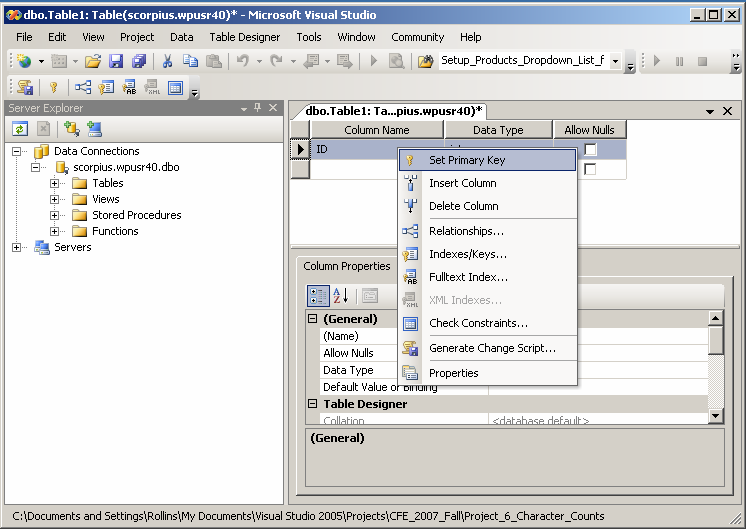 dbo.Table1: Table(scorpius.wpusr40)* - Microsoft Visual Studio
File Edit View Project Data Table Designer Tools Window Community Help
Setup_Products_Dropdown_List_f
Server Explorer
Data Connections
scorpius.wpusr40.dbo
Tables
Views
Stored Procedures
Functions
Servers
dbo.Table1: Ta...pius.wpusr40)*
Column Name Data Type Allow Nulls
ID
Set Primary Key
Insert Column
Delete Column
Relationships...
Indexes/Keys...
Fulltext Index...
XML Indexes...
Check Constraints...
Generate Change Script...
Properties
Column Properties
(General)
(Name)
Allow Nulls
Data Type
Default Value or Binding
Table Designer
Collation <database default>
(General)
C:\Documents and Settings\Rollins\My Documents\Visual Studio 2005\Projects\CFE_2007_Fall\Project_6_Character_Counts